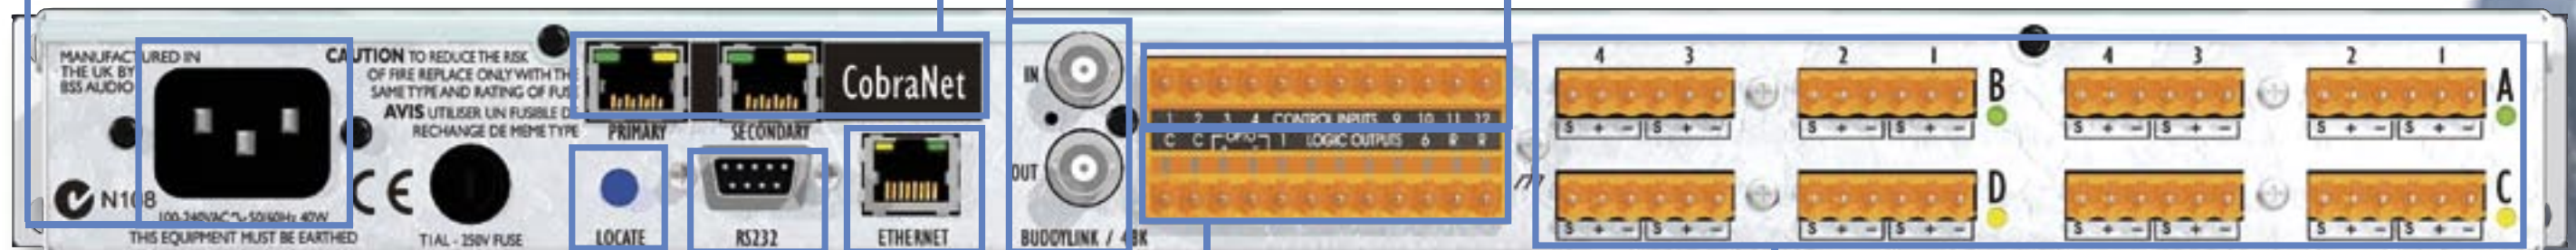 MANUFACTURED IN
THE UK BY
BSS AUDIO
CAUTION TO REDUCE THE RISK
OF FIRE REPLACE ONLY WITH THE
SAME TYPE AND RATING OF FUSE
AVIS UTILISER UN FUSIBLE DE
RECHANGE DE MEME TYPE
N108
CE
100-240VAC ~ 50/60Hz 40W
THIS EQUIPMENT MUST BE EARTHED
T1AL - 250V FUSE
CobraNet
PRIMARY
SECONDARY
LOCATE
RS232
ETHERNET
IN
OUT
BUDDYLINK / 48K
1 2 3 4 CONTROL INPUTS 9 10 11 12
C C OPTO 1 LOGIC OUTPUTS 6 R R
4 3 2 1 B
S + - S + - S + - S + -
4 3 2 1 A
S + - S + - S + - S + -
D
S + - S + - S + - S + -
C
S + - S + - S + - S + -